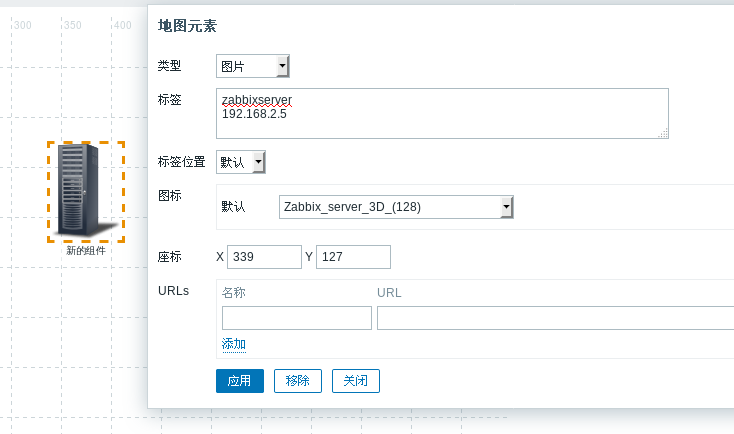 300 350 400
地图元素
类型 图片
标签 zabbixserver
192.168.2.5
标签位置 默认
图标 默认 Zabbix_server_3D_(128)
新的组件
座标 X 339 Y 127
URLs 名称 URL
添加
应用 移除 关闭